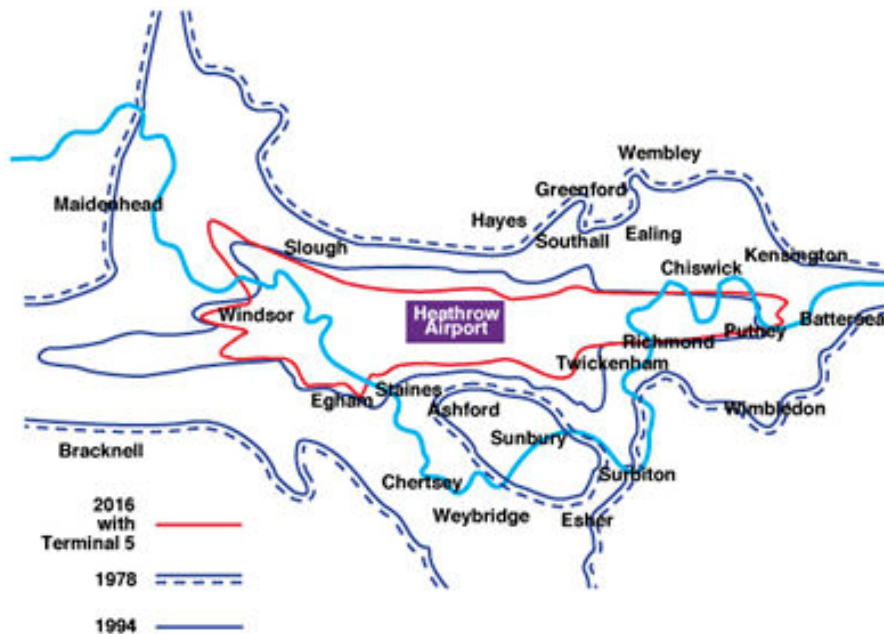 Wembley
Greenford
Maidenhead
Hayes
Southall
Ealing
Slough
Kensington
Chiswick
Windsor
Heathrow
Airport
Battersea
Putney
Richmond
Twickenham
Staines
Egham
Ashford
Wimbledon
Sunbury
Bracknell
Chertsey
Surbiton
Weybridge
Esher
2016
with
Terminal 5
1978
1994